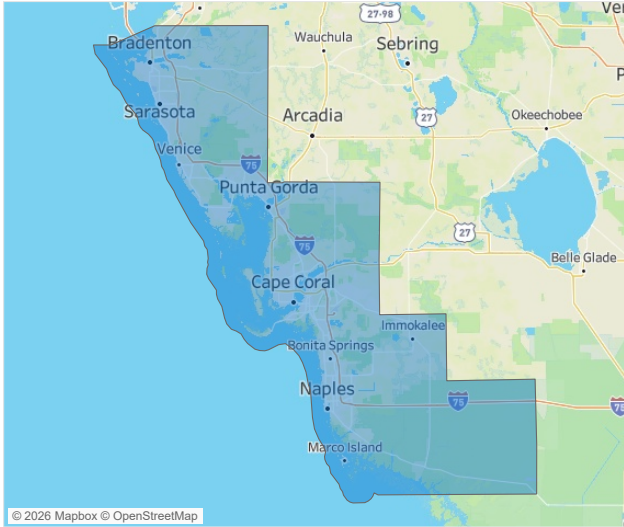 27-98
Ver
Bradenton
Wauchula
Sebring
P
Sarasota
Arcadia
27
Okeechobee
Venice
75
Punta Gorda
75
27
Belle Glade
Cape Coral
Immokalee
Bonita Springs
Naples
75
75
Marco Island
© 2026 Mapbox © OpenStreetMap